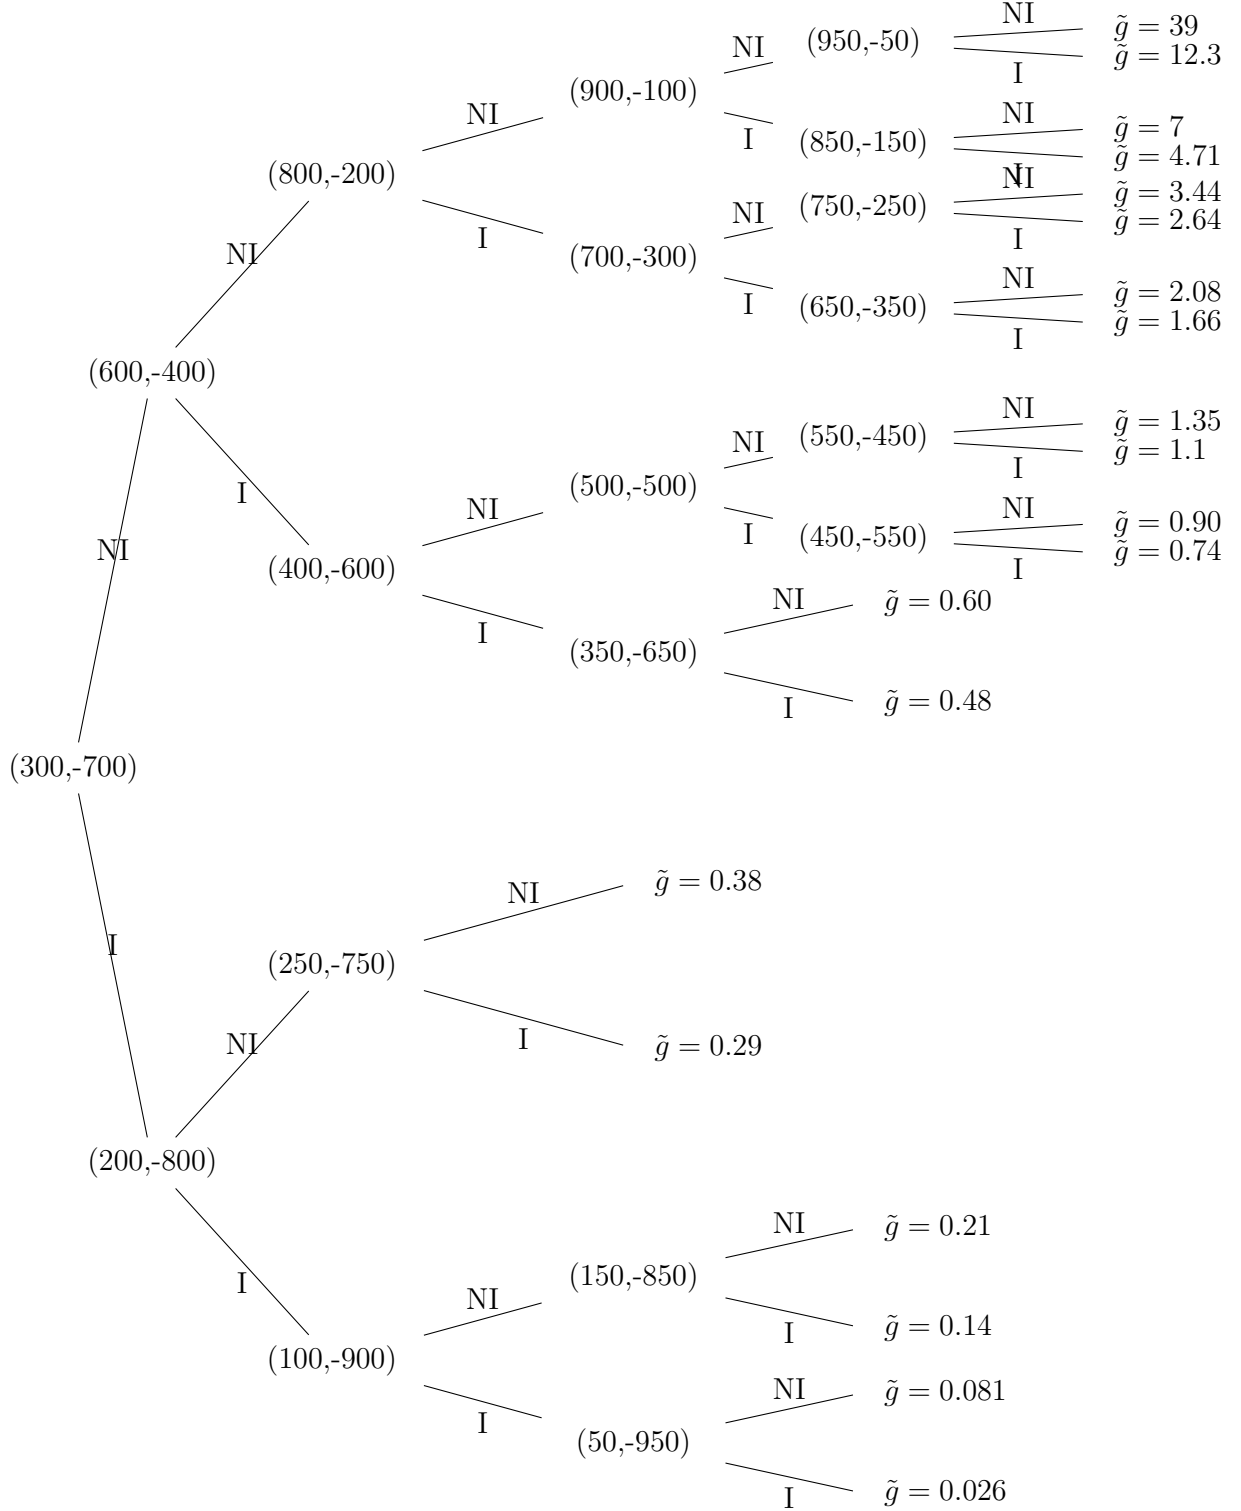 NI
(950,-50)
g̃ = 39
NI
g̃ = 12.3
(900,-100)
I
NI
NI
g̃ = 7
I
(850,-150)
g̃ = 4.71
(800,-200)
I
NI
g̃ = 3.44
NI
(750,-250)
g̃ = 2.64
I
I
NI
(700,-300)
NI
g̃ = 2.08
I
(650,-350)
g̃ = 1.66
I
(600,-400)
NI
g̃ = 1.35
NI
(550,-450)
g̃ = 1.1
I
I
(500,-500)
NI
NI
g̃ = 0.90
I
(450,-550)
g̃ = 0.74
NI
(400,-600)
I
NI
g̃ = 0.60
I
(350,-650)
g̃ = 0.48
I
(300,-700)
NI
g̃ = 0.38
I
(250,-750)
NI
I
g̃ = 0.29
(200,-800)
NI
g̃ = 0.21
I
NI
(150,-850)
g̃ = 0.14
I
(100,-900)
NI
g̃ = 0.081
I
(50,-950)
g̃ = 0.026
I